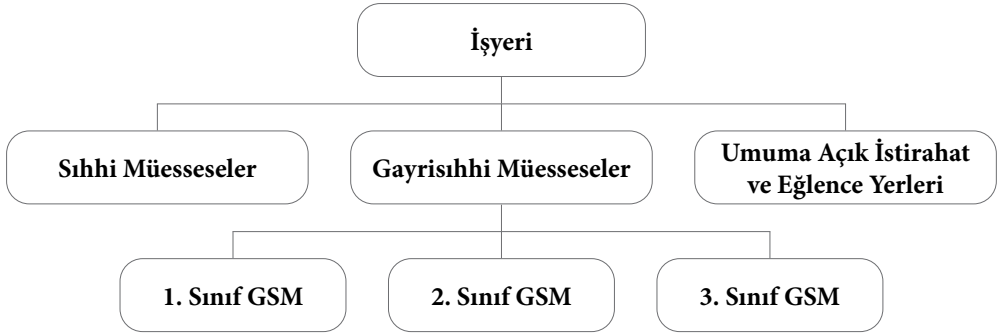 İşyeri
Sıhhi Müesseseler
Gayrisıhhi Müesseseler
Umuma Açık İstirahat
ve Eğlence Yerleri
1. Sınıf GSM
2. Sınıf GSM
3. Sınıf GSM